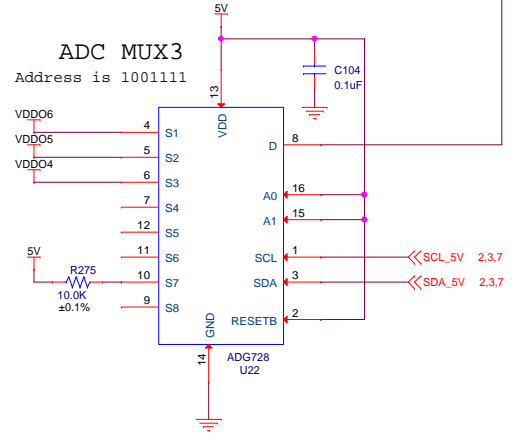 5V
ADC MUX3
Address is 1001111
C104
0.1uF
13
VDD
VDDO6
4
S1
VDDO5
5
S2
D
8
VDDO4
6
S3
7
S4
A0
16
12
S5
A1
15
11
S6
SCL
1
SCL_5V 2,3,7
5V
R275
10
S7
SDA
3
SDA_5V 2,3,7
10.0K
±0.1%
9
S8
RESETB
2
GND
14
ADG728
U22